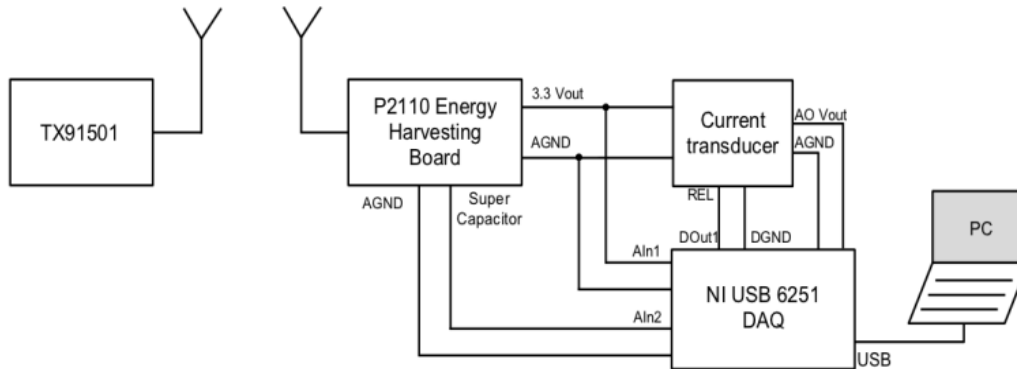 TX91501
P2110 Energy
Harvesting
Board
3.3 Vout
AGND
Current
transducer
AO Vout
AGND
AGND
Super
Capacitor
REL
DOut1
DGND
AIn1
AIn2
NI USB 6251
DAQ
USB
PC